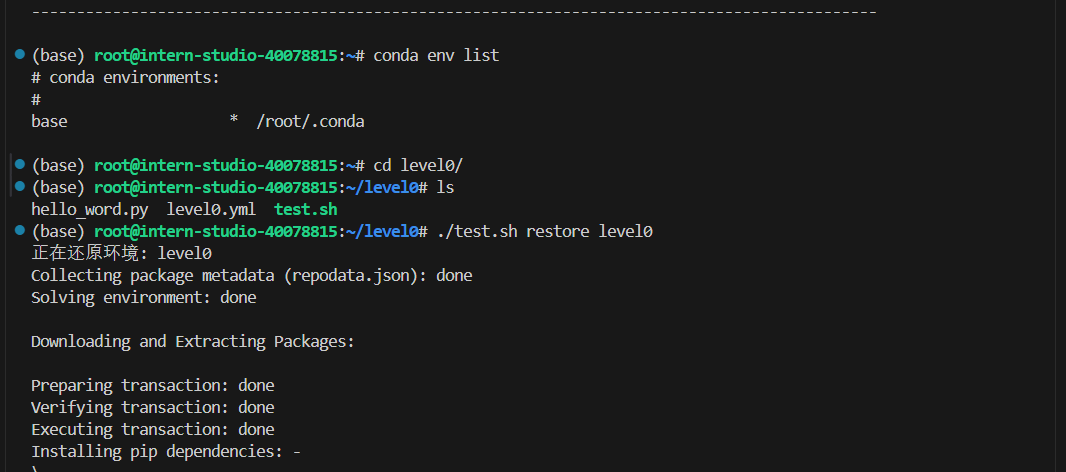 ---------------------------------------------------------------------------------------------
(base) root@intern-studio-40078815:~# conda env list
# conda environments:
#
base                  *  /root/.conda
(base) root@intern-studio-40078815:~# cd level0/
(base) root@intern-studio-40078815:~/level0# ls
hello_word.py  level0.yml  test.sh
(base) root@intern-studio-40078815:~/level0# ./test.sh restore level0
正在还原环境: level0
Collecting package metadata (repodata.json): done
Solving environment: done
Downloading and Extracting Packages:
Preparing transaction: done
Verifying transaction: done
Executing transaction: done
Installing pip dependencies: -
\